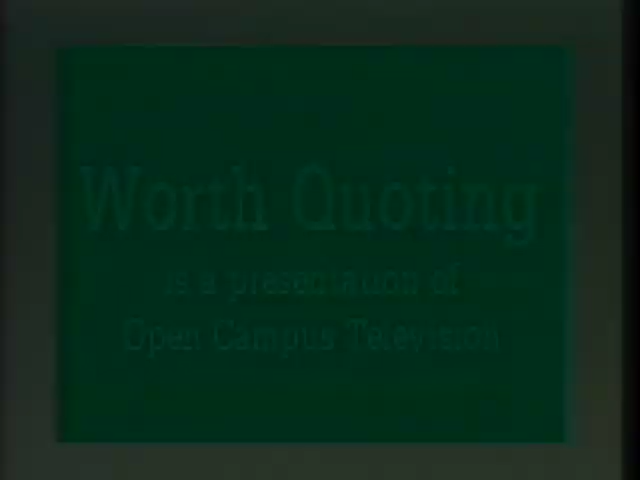 Worth Quoting
is a presentation of
Open Campus Television